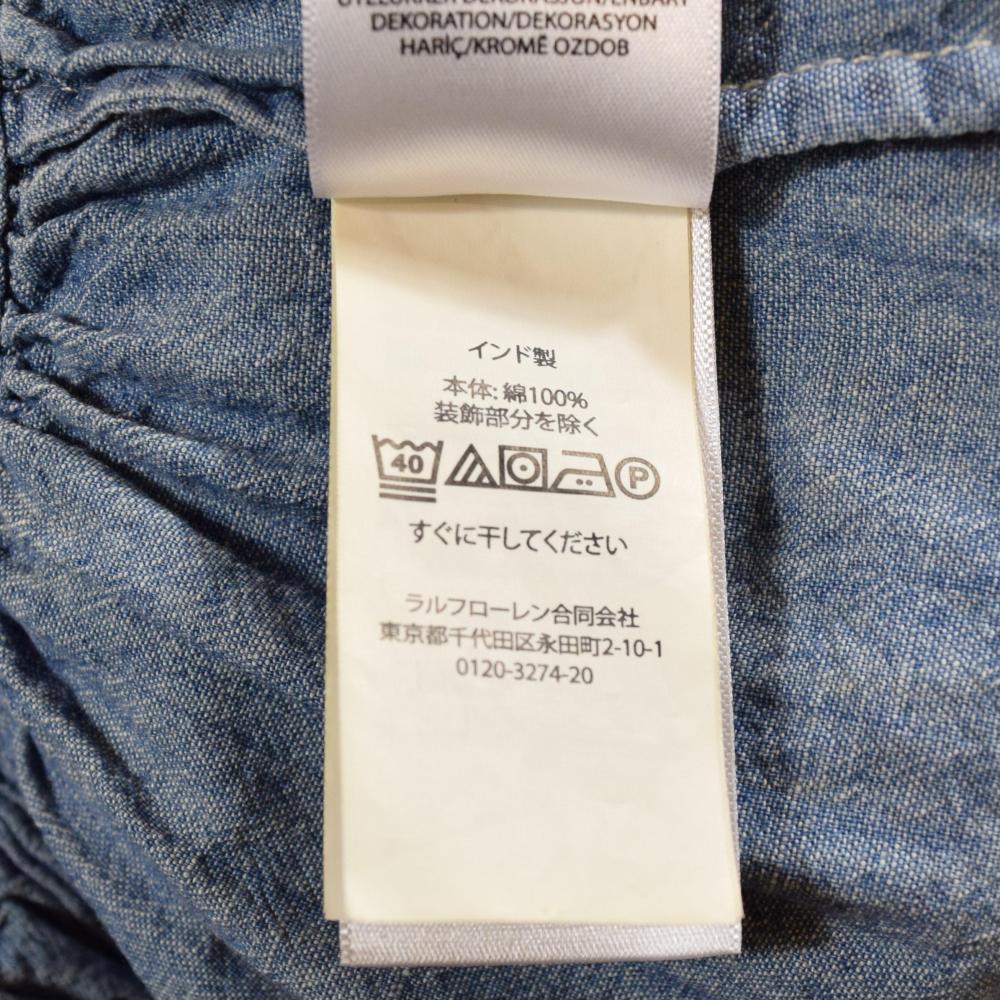 DEKORATION/DEKORASYON
HARİÇ/KROMĚ OZDOB
インド製
本体: 綿100%
装飾部分を除く
40
P
すぐに干してください
ラルフローレン合同会社
東京都千代田区永田町2-10-1
0120-3274-20